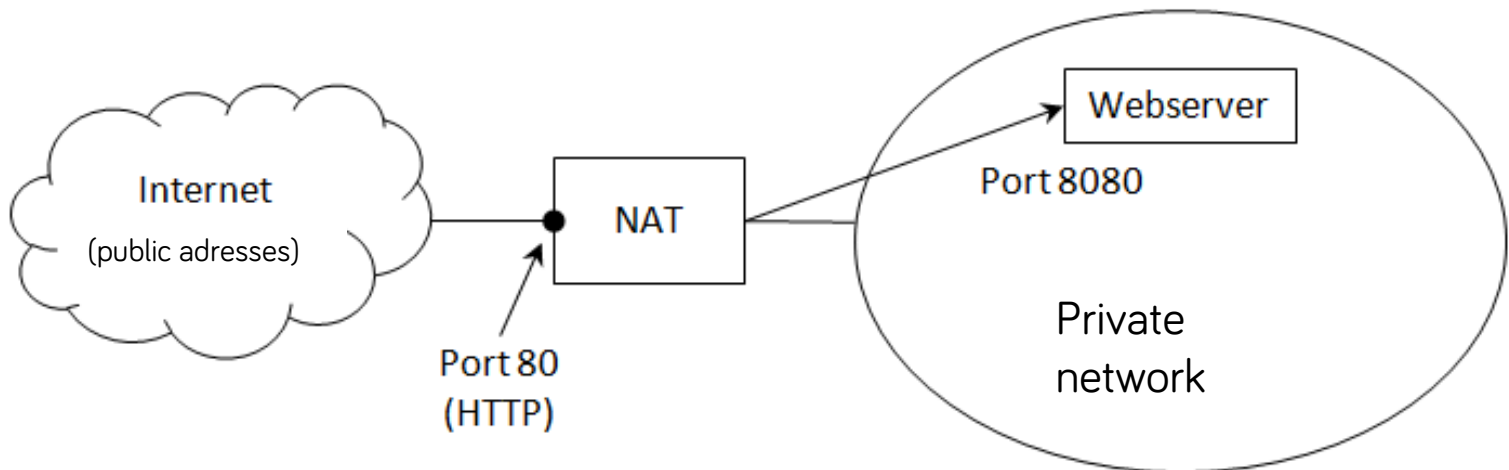 Internet
(public adresses)
NAT
Port 80
(HTTP)
Webserver
Port 8080
Private
network